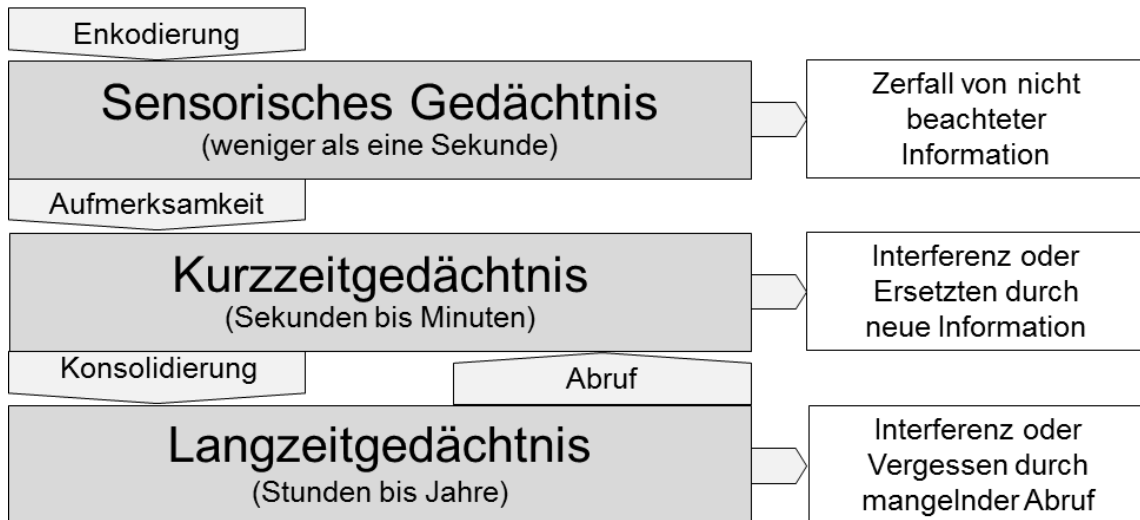 Enkodierung
Sensorisches Gedächtnis
(weniger als eine Sekunde)
Zerfall von nicht
beachteter
Information
Aufmerksamkeit
Kurzzeitgedächtnis
(Sekunden bis Minuten)
Interferenz oder
Ersetzten durch
neue Information
Konsolidierung
Abruf
Langzeitgedächtnis
(Stunden bis Jahre)
Interferenz oder
Vergessen durch
mangelnder Abruf